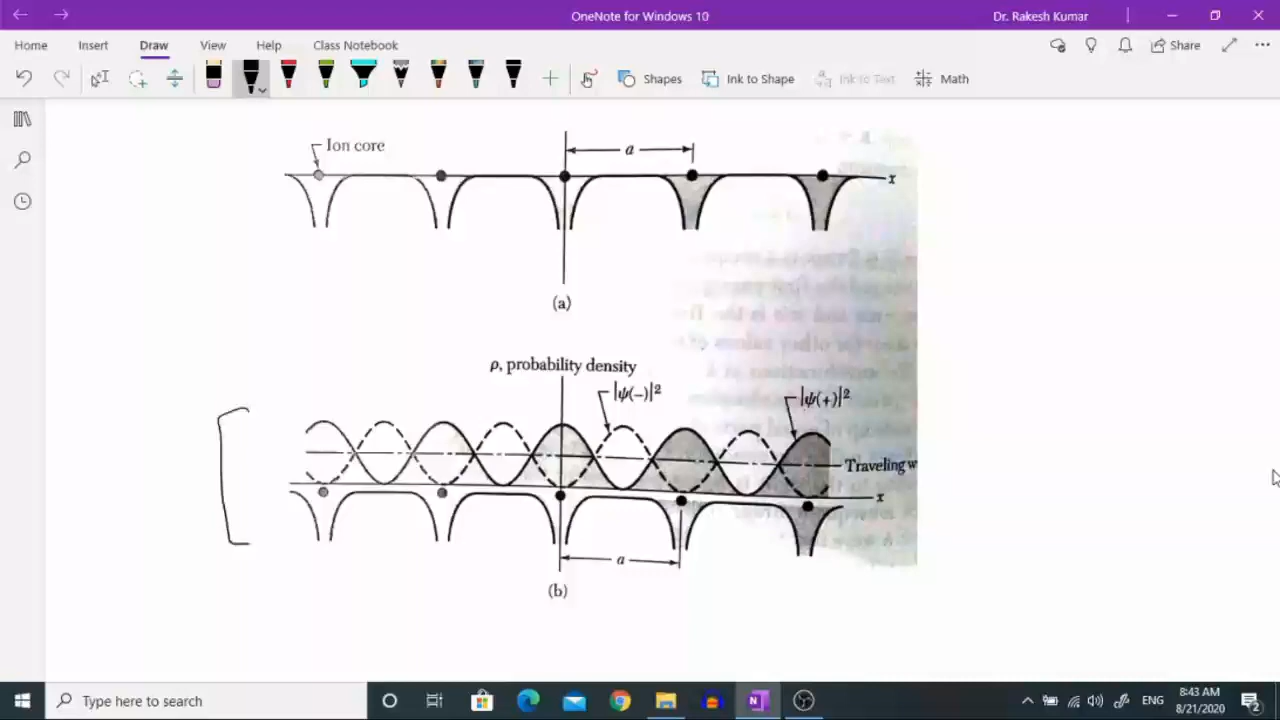 OneNote for Windows 10
Dr. Rakesh Kumar
Home Insert Draw View Help Class Notebook
Share
Shapes Ink to Shape Ink to Text Math
Ion core
a
x
(a)
ρ, probability density
|ψ(−)|²
|ψ(+)|²
Traveling w
x
a
(b)
Type here to search
ENG
8:43 AM
8/21/2020
2